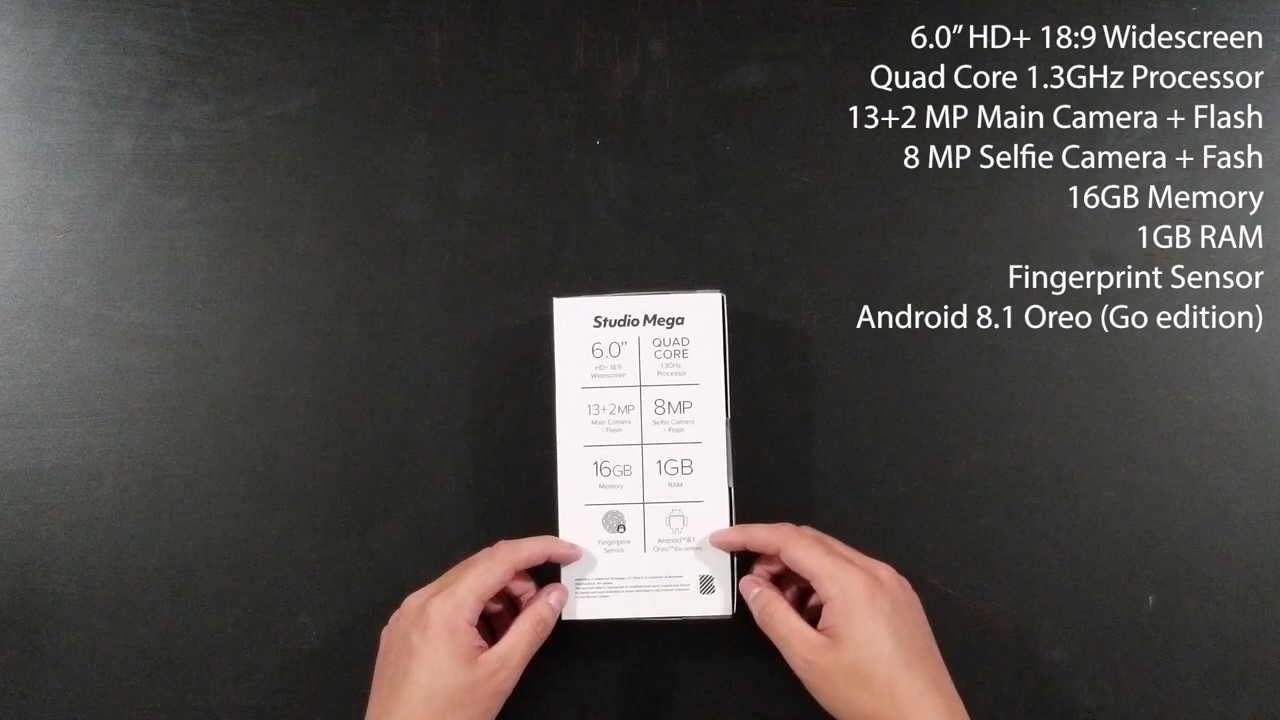 6.0” HD+ 18:9 Widescreen
Quad Core 1.3GHz Processor
13+2 MP Main Camera + Flash
8 MP Selfie Camera + Fash
16GB Memory
1GB RAM
Fingerprint Sensor
Android 8.1 Oreo (Go edition)
Studio Mega
6.0”
HD+ 18:9
Widescreen
QUAD
CORE
1.3GHz
Processor
13+2MP
Main Camera
+ Flash
8MP
Selfie Camera
+ Flash
16GB
Memory
1GB
RAM
Fingerprint
Sensor
Android™ 8.1
Oreo™ (Go edition)